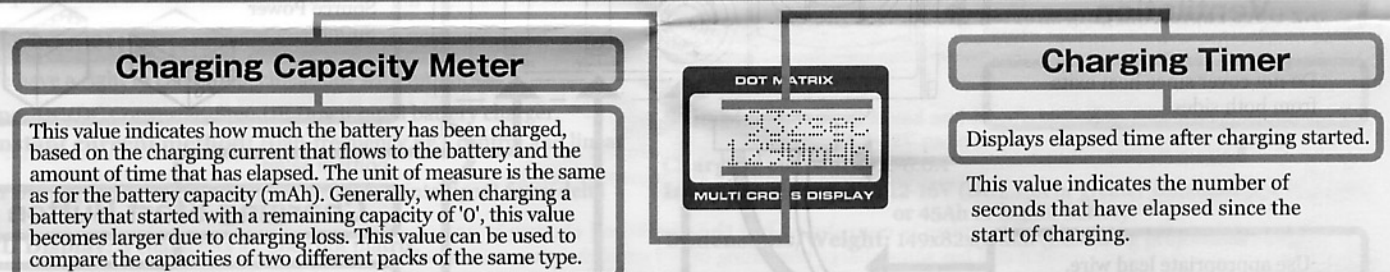 Charging Capacity Meter
This value indicates how much the battery has been charged,
based on the charging current that flows to the battery and the
amount of time that has elapsed. The unit of measure is the same
as for the battery capacity (mAh). Generally, when charging a
battery that started with a remaining capacity of '0', this value
becomes larger due to charging loss. This value can be used to
compare the capacities of two different packs of the same type.
DOT MATRIX
932sec
1290mAh
MULTI CROSS DISPLAY
Charging Timer
Displays elapsed time after charging started.
This value indicates the number of
seconds that have elapsed since the
start of charging.